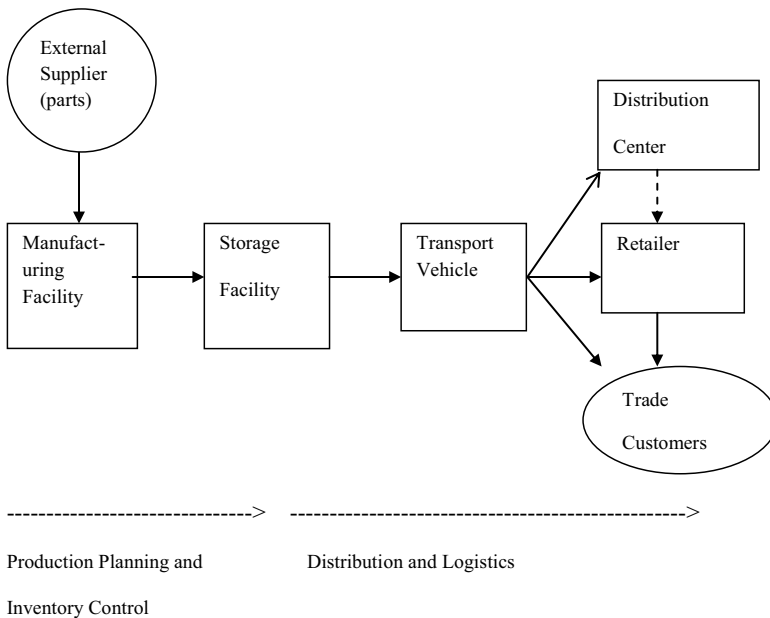 External
Supplier
(parts)
Distribution
Center
Manufact-
uring
Facility
Storage
Facility
Transport
Vehicle
Retailer
Trade
Customers
Production Planning and
Inventory Control
Distribution and Logistics